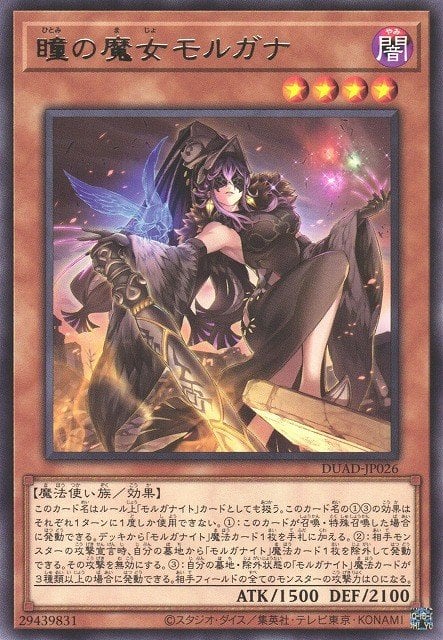 瞳の魔女モルガナ
闇
DUAD-JP026
【魔法使い族／効果】
このカード名はルール上「モルガナイト」カードとしても扱う。このカード名の①③の効果は
それぞれ1ターンに1度しか使用できない。①：このカードが召喚・特殊召喚した場合
に発動できる。デッキから「モルガナイト」魔法カード1枚を手札に加える。②：相手モ
ンスターの攻撃宣言時、自分の墓地から「モルガナイト」魔法カード1枚を除外して発動で
きる。その攻撃を無効にする。③：自分の墓地・除外状態の「モルガナイト」魔法カードが
3種類以上の場合に発動できる。相手フィールドの全てのモンスターの攻撃力は0になる。
ATK/1500 DEF/2100
29439831
©スタジオ・ダイス／集英社・テレビ東京・KONAMI